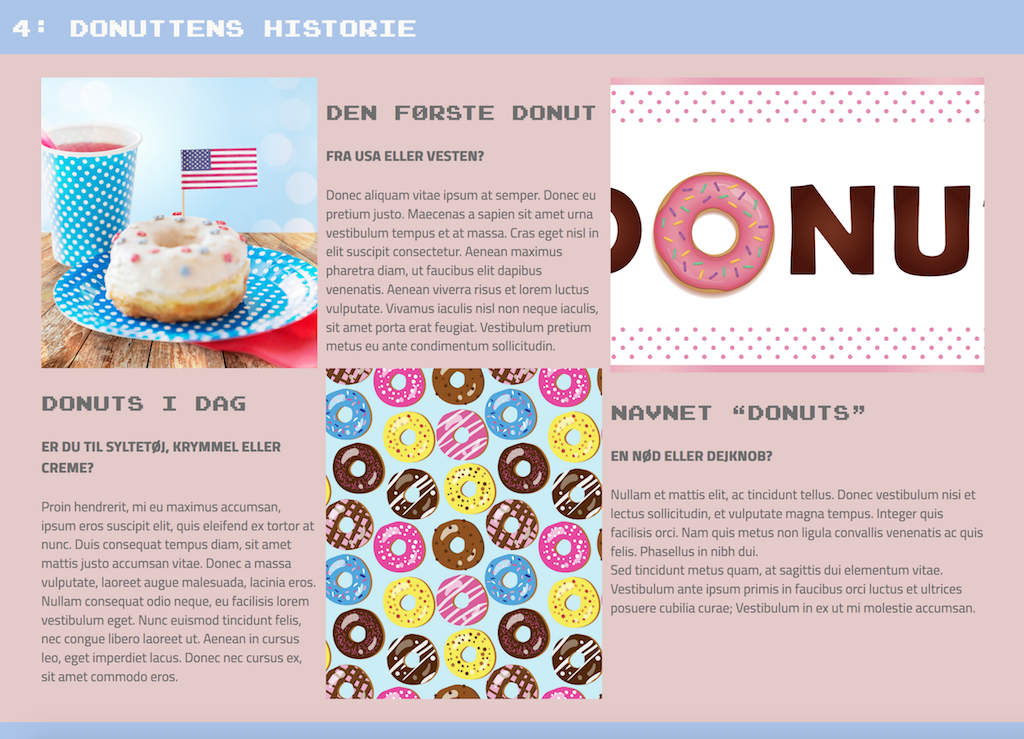 4: DONUTTENS HISTORIE
DONUTS I DAG
ER DU TIL SYLTETØJ, KRYMMEL ELLER
CREME?
Proin hendrerit, mi eu maximus accumsan,
ipsum eros suscipit elit, quis eleifend ex tortor at
nunc. Duis consequat tempus diam, sit amet
mattis justo accumsan vitae. Donec a massa
vulputate, laoreet augue malesuada, lacinia eros.
Nullam consequat odio neque, eu facilisis lorem
vestibulum eget. Nunc euismod tincidunt felis,
nec congue libero laoreet ut. Aenean in cursus
leo, eget imperdiet lacus. Donec nec cursus ex,
sit amet commodo eros.
DEN FØRSTE DONUT
FRA USA ELLER VESTEN?
Donec aliquam vitae ipsum at semper. Donec eu
pretium justo. Maecenas a sapien sit amet urna
vestibulum tempus et at massa. Cras eget nisl in
elit suscipit consectetur. Aenean maximus
pharetra diam, ut faucibus elit dapibus
venenatis. Aenean viverra risus et lorem luctus
vulputate. Vivamus iaculis nisl non neque iaculis,
sit amet porta erat feugiat. Vestibulum pretium
metus eu ante condimentum sollicitudin.
DONU
NAVNET “DONUTS”
EN NØD ELLER DEJKNOB?
Nullam et mattis elit, ac tincidunt tellus. Donec vestibulum nisi et
lectus sollicitudin, et vulputate magna tempus. Integer quis
facilisis orci. Nam quis metus non ligula convallis venenatis ac quis
felis. Phasellus in nibh dui.
Sed tincidunt metus quam, at sagittis dui elementum vitae.
Vestibulum ante ipsum primis in faucibus orci luctus et ultrices
posuere cubilia curae; Vestibulum in ex ut mi molestie accumsan.